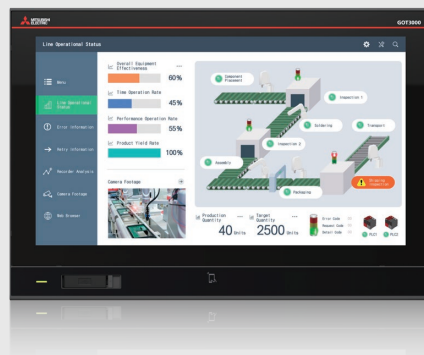 MITSUBISHI
ELECTRIC
GOT3000
Line Operational Status
Menu
Line Operational
Status
Error information
Retry information
Recorder Analysis
Camera Footage
Web Browser
Overall Equipment
Effectiveness
60%
Time Operation Rate
45%
Performance Operation Rate
55%
Product Yield Rate
100%
Camera Footage
Component
Placement
Inspection 1
Soldering
Transport
Inspection 2
Assembly
Packaging
Shipping
Inspection
Production
Quantity
40 Units
Target
Quantity
2500 Units
Error Code
Request Code
Detail Code
PLC1
PLC2